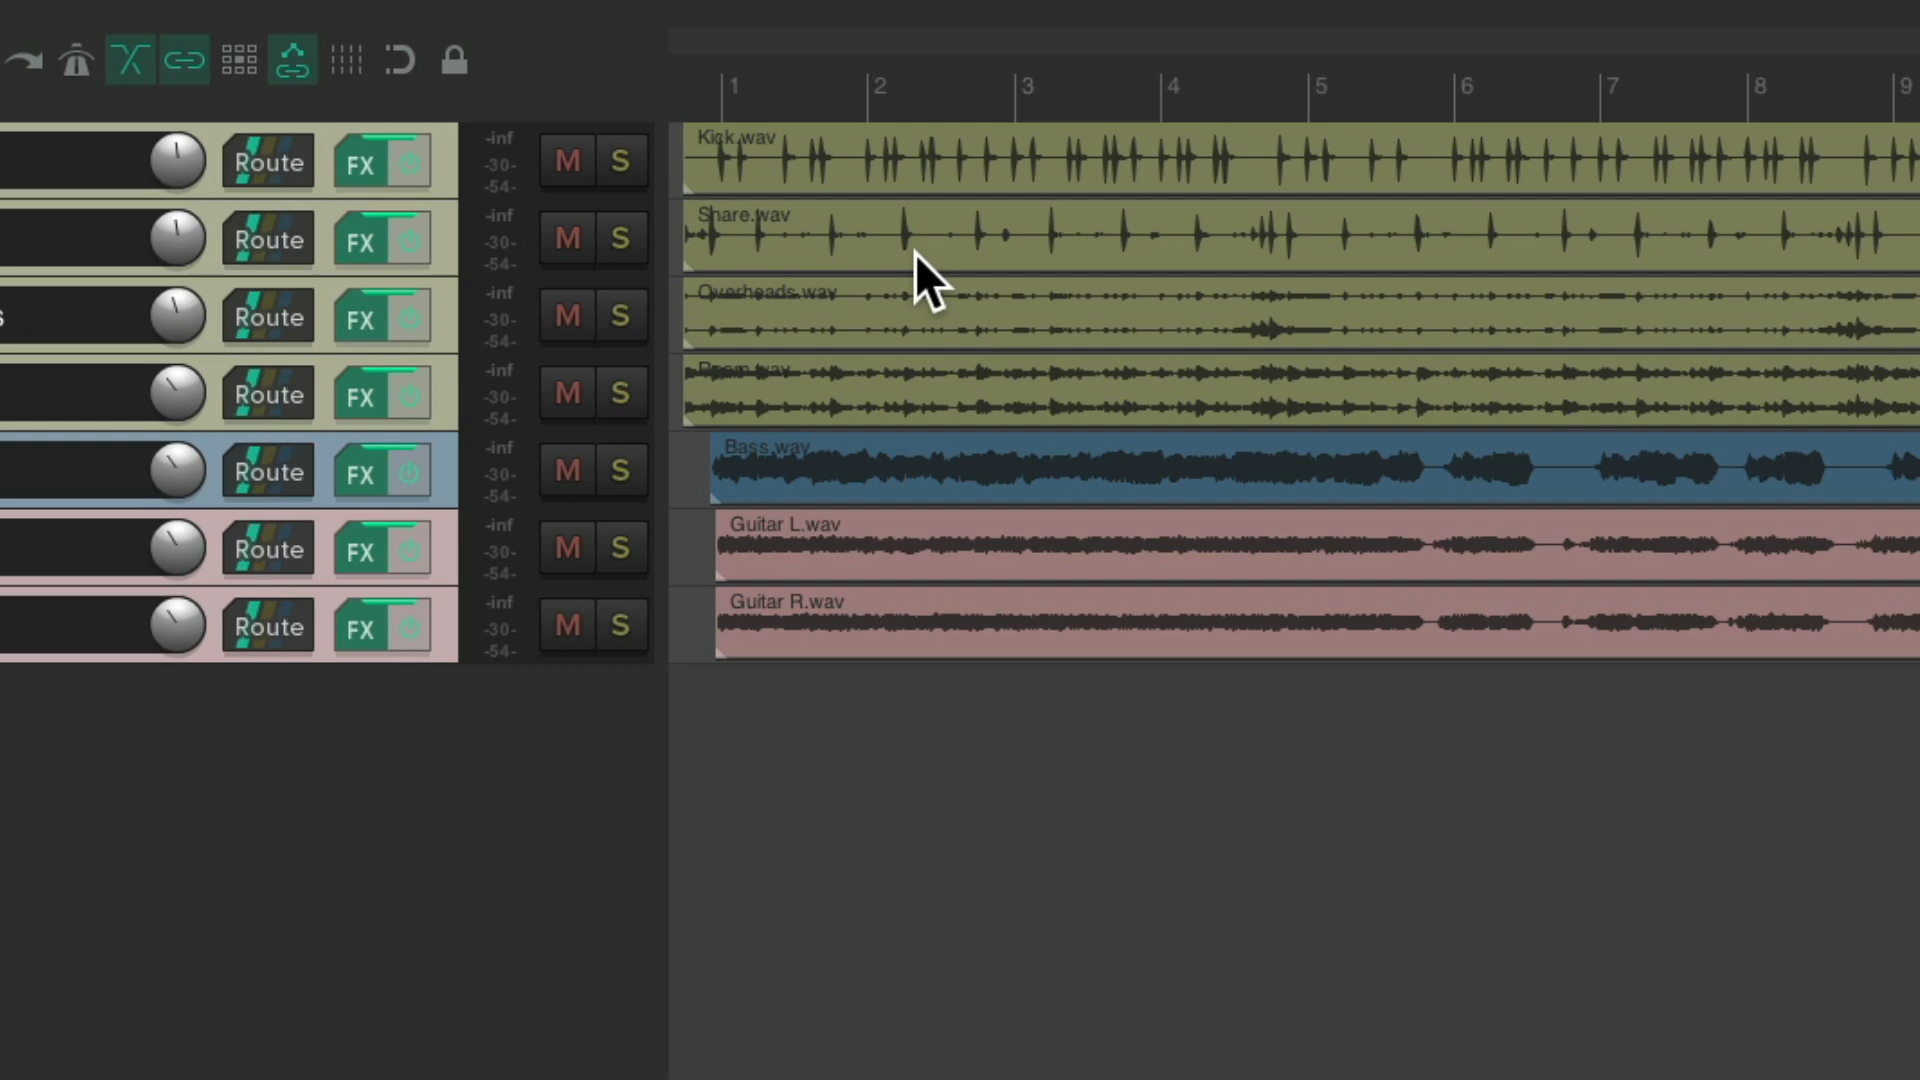 1 2 3 4 5 6 7 8 9
Route FX -inf -30- -54- M S Kick.wav
Route FX -inf -30- -54- M S Snare.wav
s Route FX -inf -30- -54- M S Overheads.wav
Route FX -inf -30- -54- M S Room.wav
Route FX -inf -30- -54- M S Bass.wav
Route FX -inf -30- -54- M S Guitar L.wav
Route FX -inf -30- -54- M S Guitar R.wav